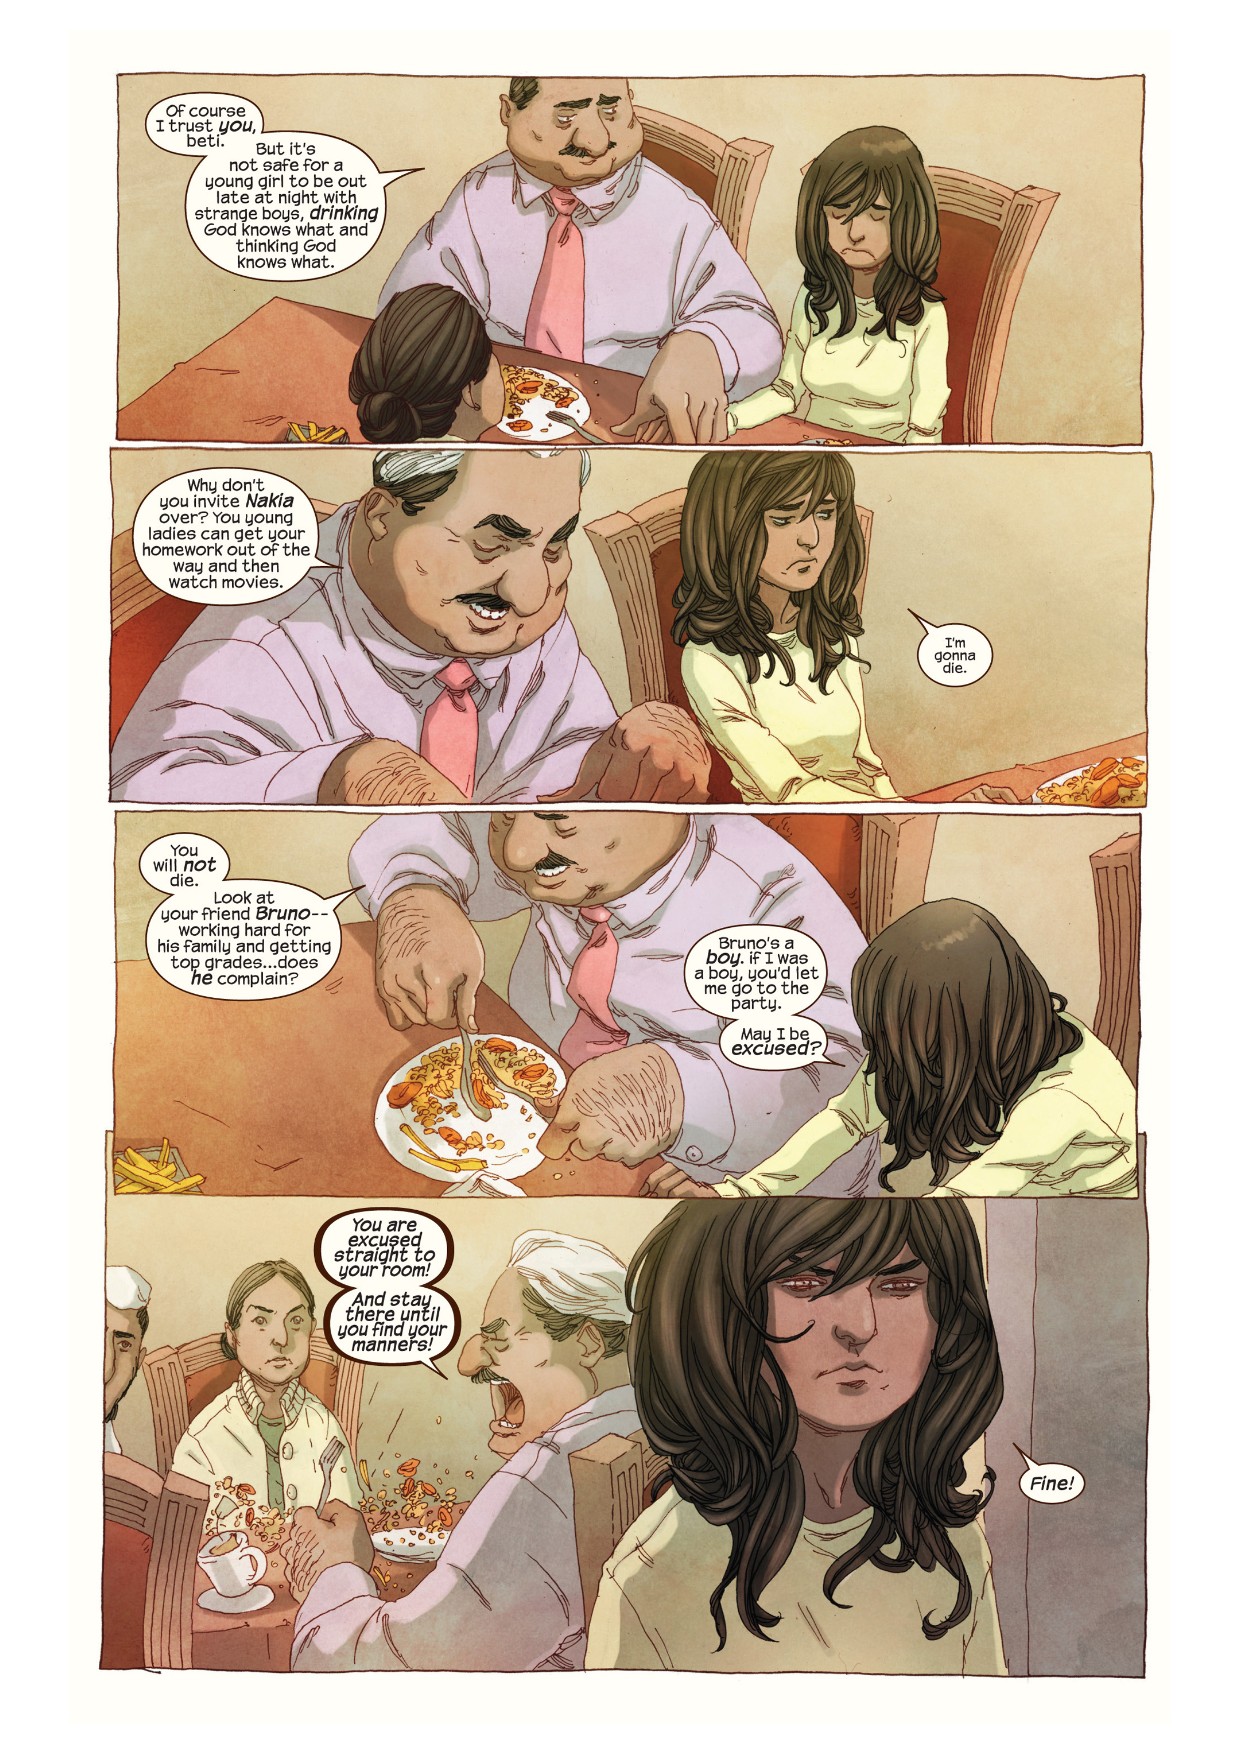 Of course
I trust you,
beti.
But it's
not safe for a
young girl to be out
late at night with
strange boys, drinking
God knows what and
thinking God
knows what.
Why don't
you invite Nakia
over? You young
ladies can get your
homework out of the
way and then
watch movies.
I'm
gonna
die.
You
will not
die.
Look at
your friend Bruno--
working hard for
his family and getting
top grades...does
he complain?
Bruno's a
boy. if I was
a boy, you'd let
me go to the
party.
May I be
excused?
You are
excused
straight to
your room!
And stay
there until
you find your
manners!
Fine!